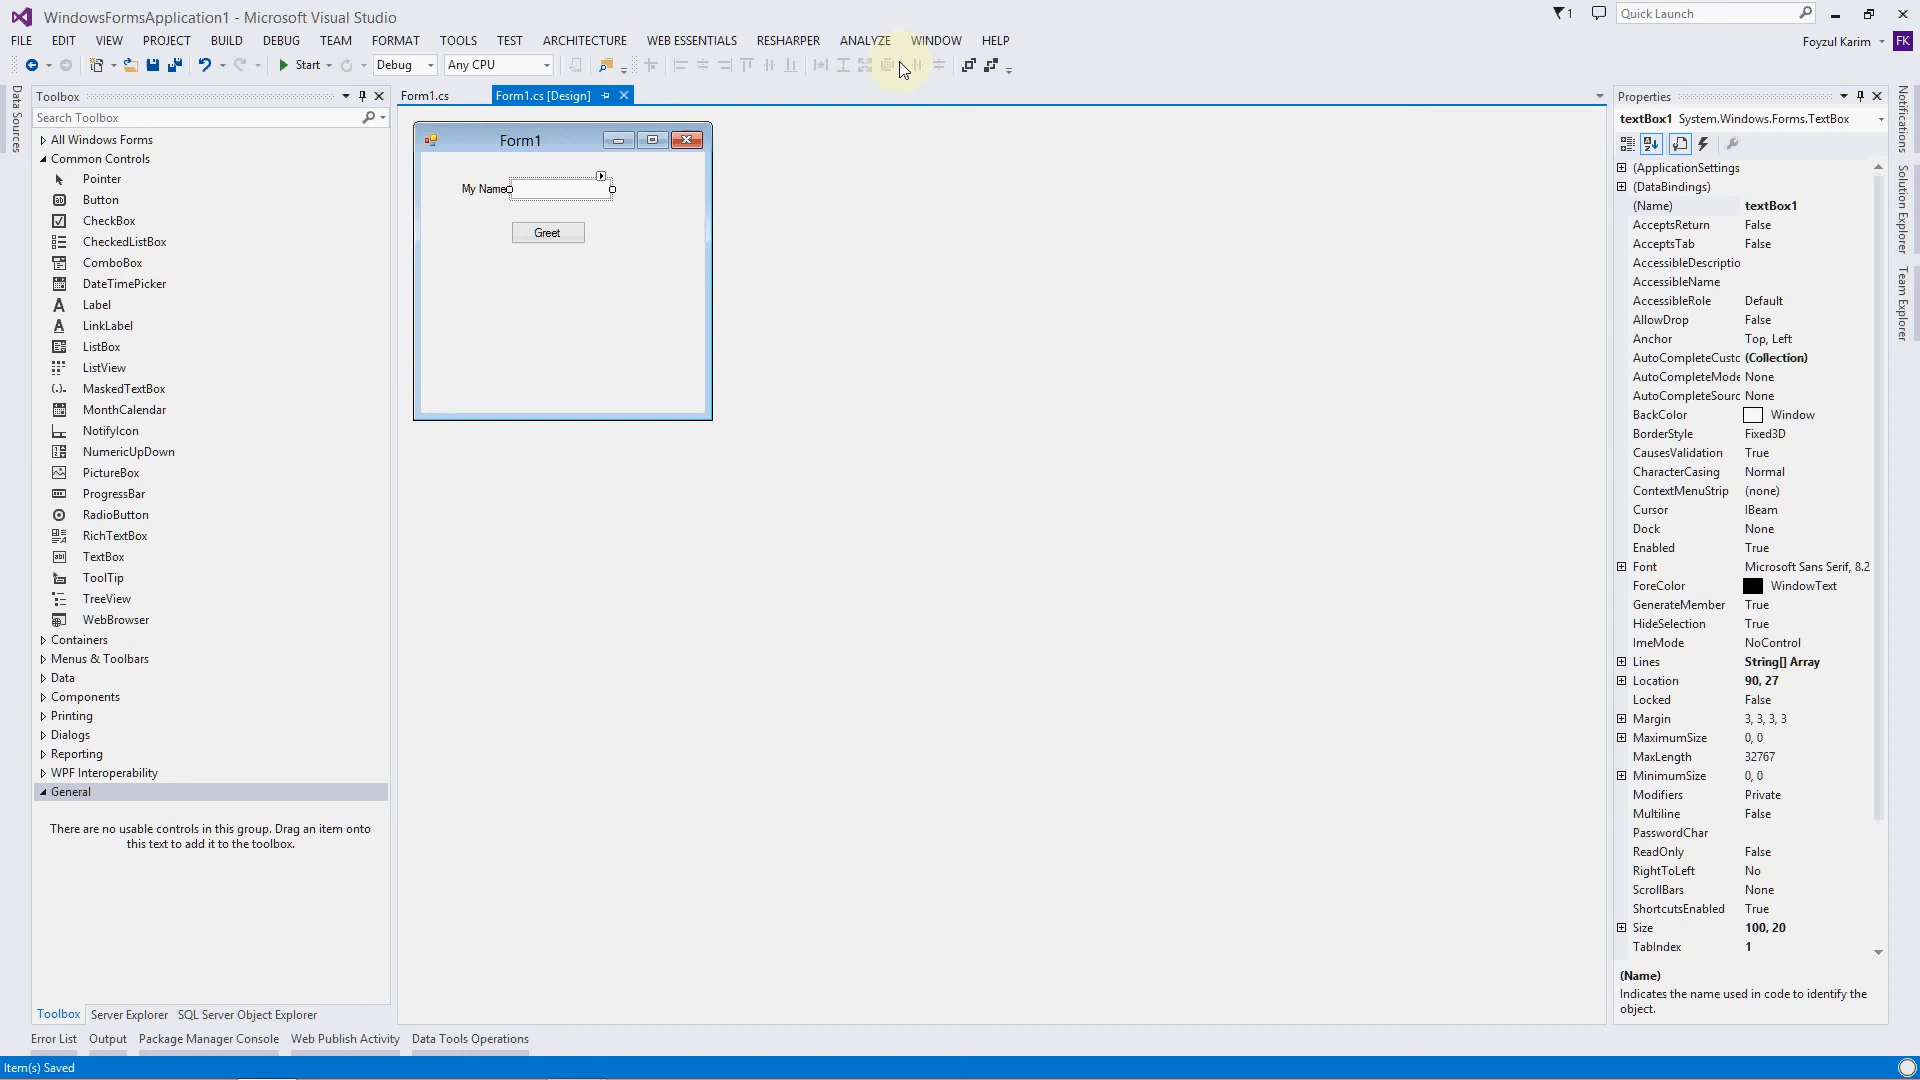 WindowsFormsApplication1 - Microsoft Visual Studio
1
Quick Launch
FILE EDIT VIEW PROJECT BUILD DEBUG TEAM FORMAT TOOLS TEST ARCHITECTURE WEB ESSENTIALS RESHARPER ANALYZE WINDOW HELP
Foyzul Karim
FK
Start
Debug
Any CPU
Data Sources
Toolbox
Search Toolbox
All Windows Forms
Common Controls
Pointer
Button
CheckBox
CheckedListBox
ComboBox
DateTimePicker
Label
LinkLabel
ListBox
ListView
MaskedTextBox
MonthCalendar
NotifyIcon
NumericUpDown
PictureBox
ProgressBar
RadioButton
RichTextBox
TextBox
ToolTip
TreeView
WebBrowser
Containers
Menus & Toolbars
Data
Components
Printing
Dialogs
Reporting
WPF Interoperability
General
There are no usable controls in this group. Drag an item onto
this text to add it to the toolbox.
Toolbox Server Explorer SQL Server Object Explorer
Form1.cs
Form1.cs [Design]
Form1
My Name
Greet
Properties
textBox1 System.Windows.Forms.TextBox
(ApplicationSettings
(DataBindings)
(Name) textBox1
AcceptsReturn False
AcceptsTab False
AccessibleDescriptio
AccessibleName
AccessibleRole Default
AllowDrop False
Anchor Top, Left
AutoCompleteCustc (Collection)
AutoCompleteMode None
AutoCompleteSourc None
BackColor Window
BorderStyle Fixed3D
CausesValidation True
CharacterCasing Normal
ContextMenuStrip (none)
Cursor IBeam
Dock None
Enabled True
Font Microsoft Sans Serif, 8.2
ForeColor WindowText
GenerateMember True
HideSelection True
ImeMode NoControl
Lines String[] Array
Location 90, 27
Locked False
Margin 3, 3, 3, 3
MaximumSize 0, 0
MaxLength 32767
MinimumSize 0, 0
Modifiers Private
Multiline False
PasswordChar
ReadOnly False
RightToLeft No
ScrollBars None
ShortcutsEnabled True
Size 100, 20
TabIndex 1
(Name)
Indicates the name used in code to identify the
object.
Notifications
Solution Explorer
Team Explorer
Error List Output Package Manager Console Web Publish Activity Data Tools Operations
Item(s) Saved